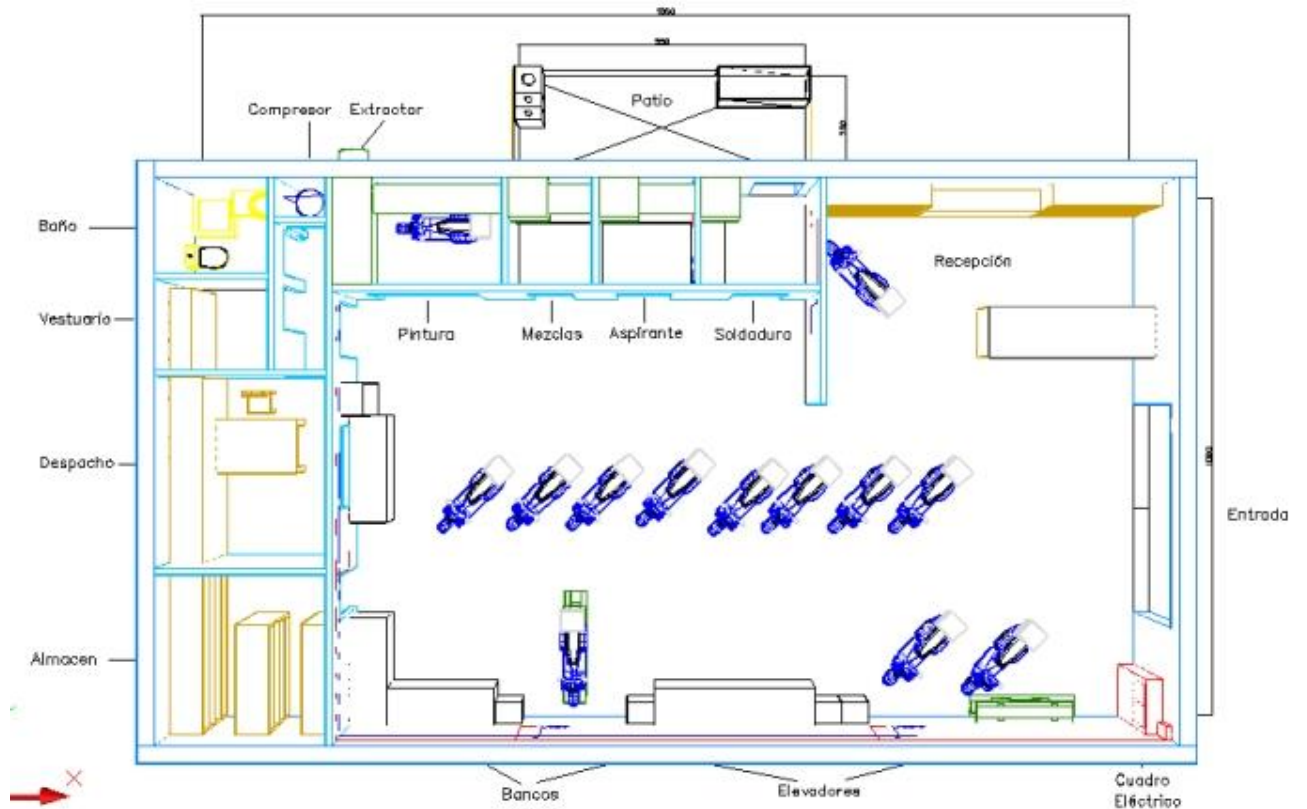 Patio
Compresor
Extractor
Baño
Recepción
Vestuario
Pintura
Mezclas
Aspirante
Soldadura
Despacho
Entrada
Almacen
Bancos
Elevadores
Cuadro
Eléctrico
X